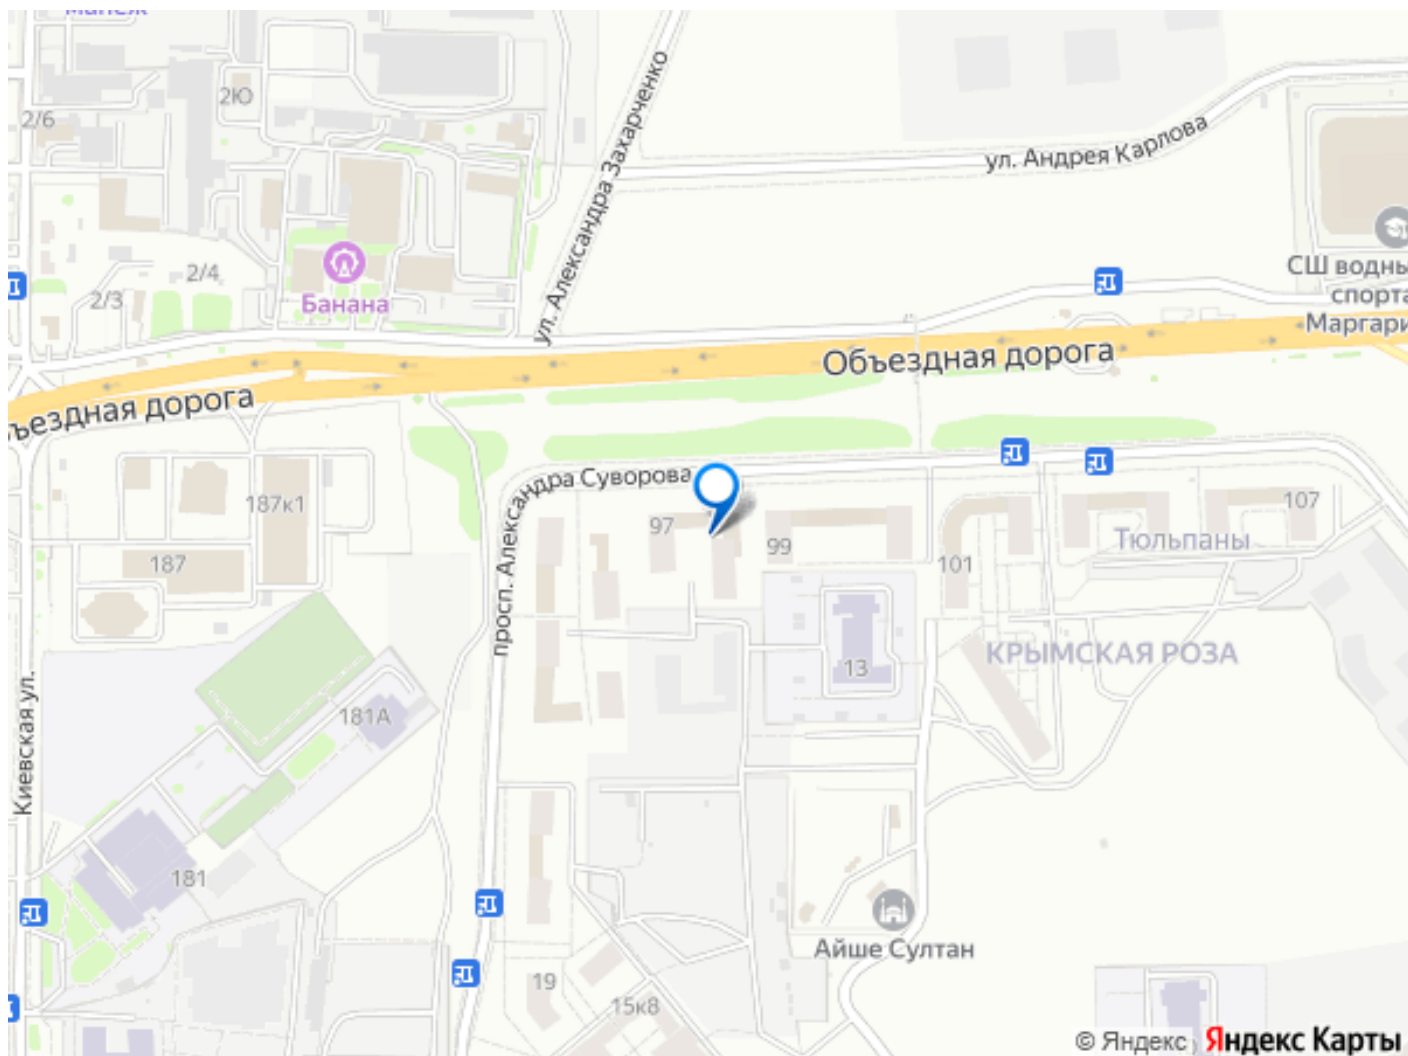 манеж
2Ю
2/6
ул. Александра Захарченко
ул. Андрея Карлова
2/4
2/3
Банана
СШ водны
спорта
Маргари
Объездная дорога
ъездная дорога
просп. Александра Суворова
187к1
187
97
99
101
107
Тюльпаны
КРЫМСКАЯ РОЗА
13
181А
Киевская ул.
181
Айше Султан
19
15к8
© Яндекс Яндекс Карты